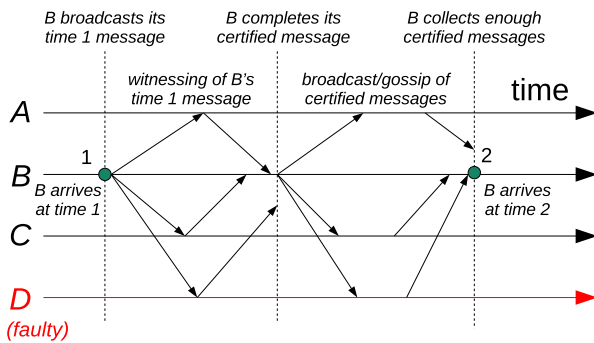 B broadcasts its
time 1 message
B completes its
certified message
B collects enough
certified messages
witnessing of B's
time 1 message
broadcast/gossip of
certified messages
time
A
1
2
B
B arrives
at time 1
B arrives
at time 2
C
D
(faulty)